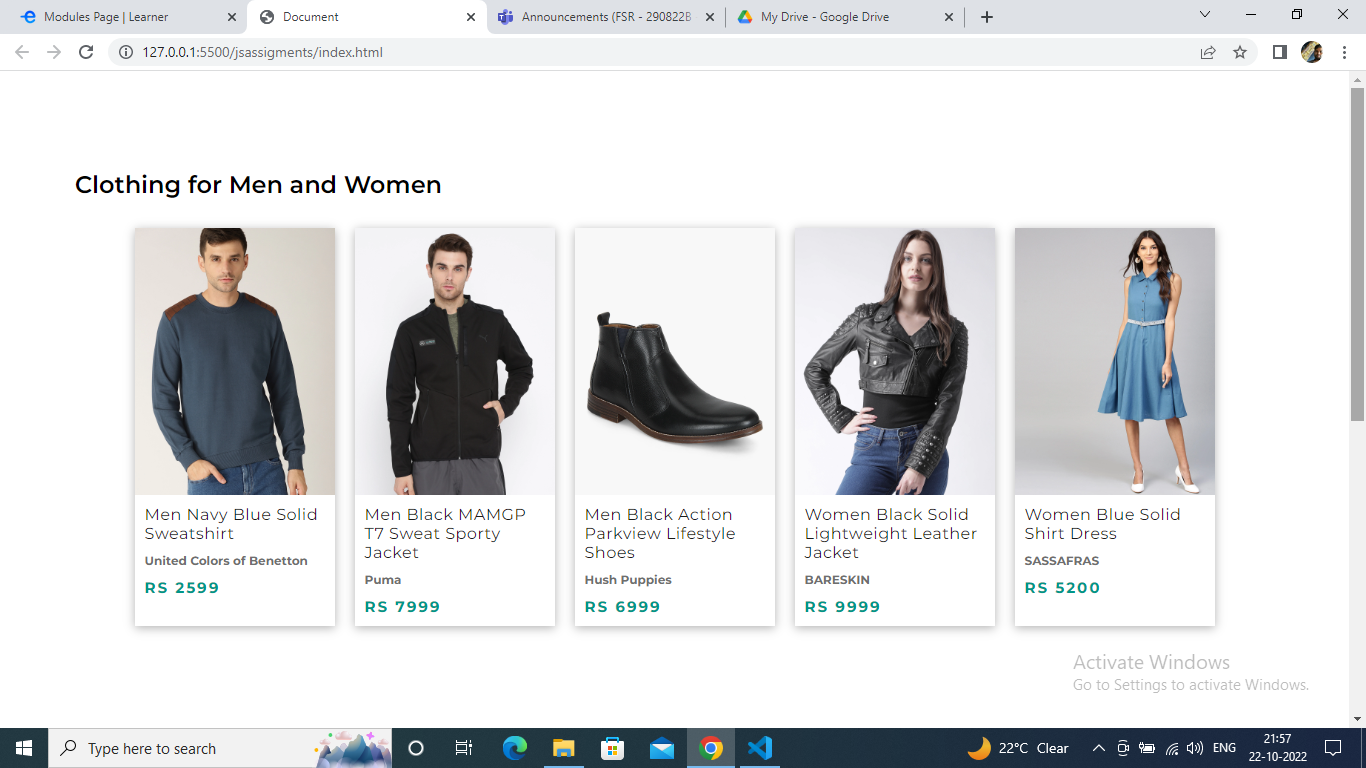 Modules Page | Learner
Document
Announcements (FSR - 290822B
My Drive - Google Drive
127.0.0.1:5500/jsassigments/index.html
Clothing for Men and Women
Men Navy Blue Solid
Sweatshirt
United Colors of Benetton
RS 2599
Men Black MAMGP
T7 Sweat Sporty
Jacket
Puma
RS 7999
Men Black Action
Parkview Lifestyle
Shoes
Hush Puppies
RS 6999
Women Black Solid
Lightweight Leather
Jacket
BARESKIN
RS 9999
Women Blue Solid
Shirt Dress
SASSAFRAS
RS 5200
Activate Windows
Go to Settings to activate Windows.
Type here to search
22°C Clear
ENG
21:57
22-10-2022